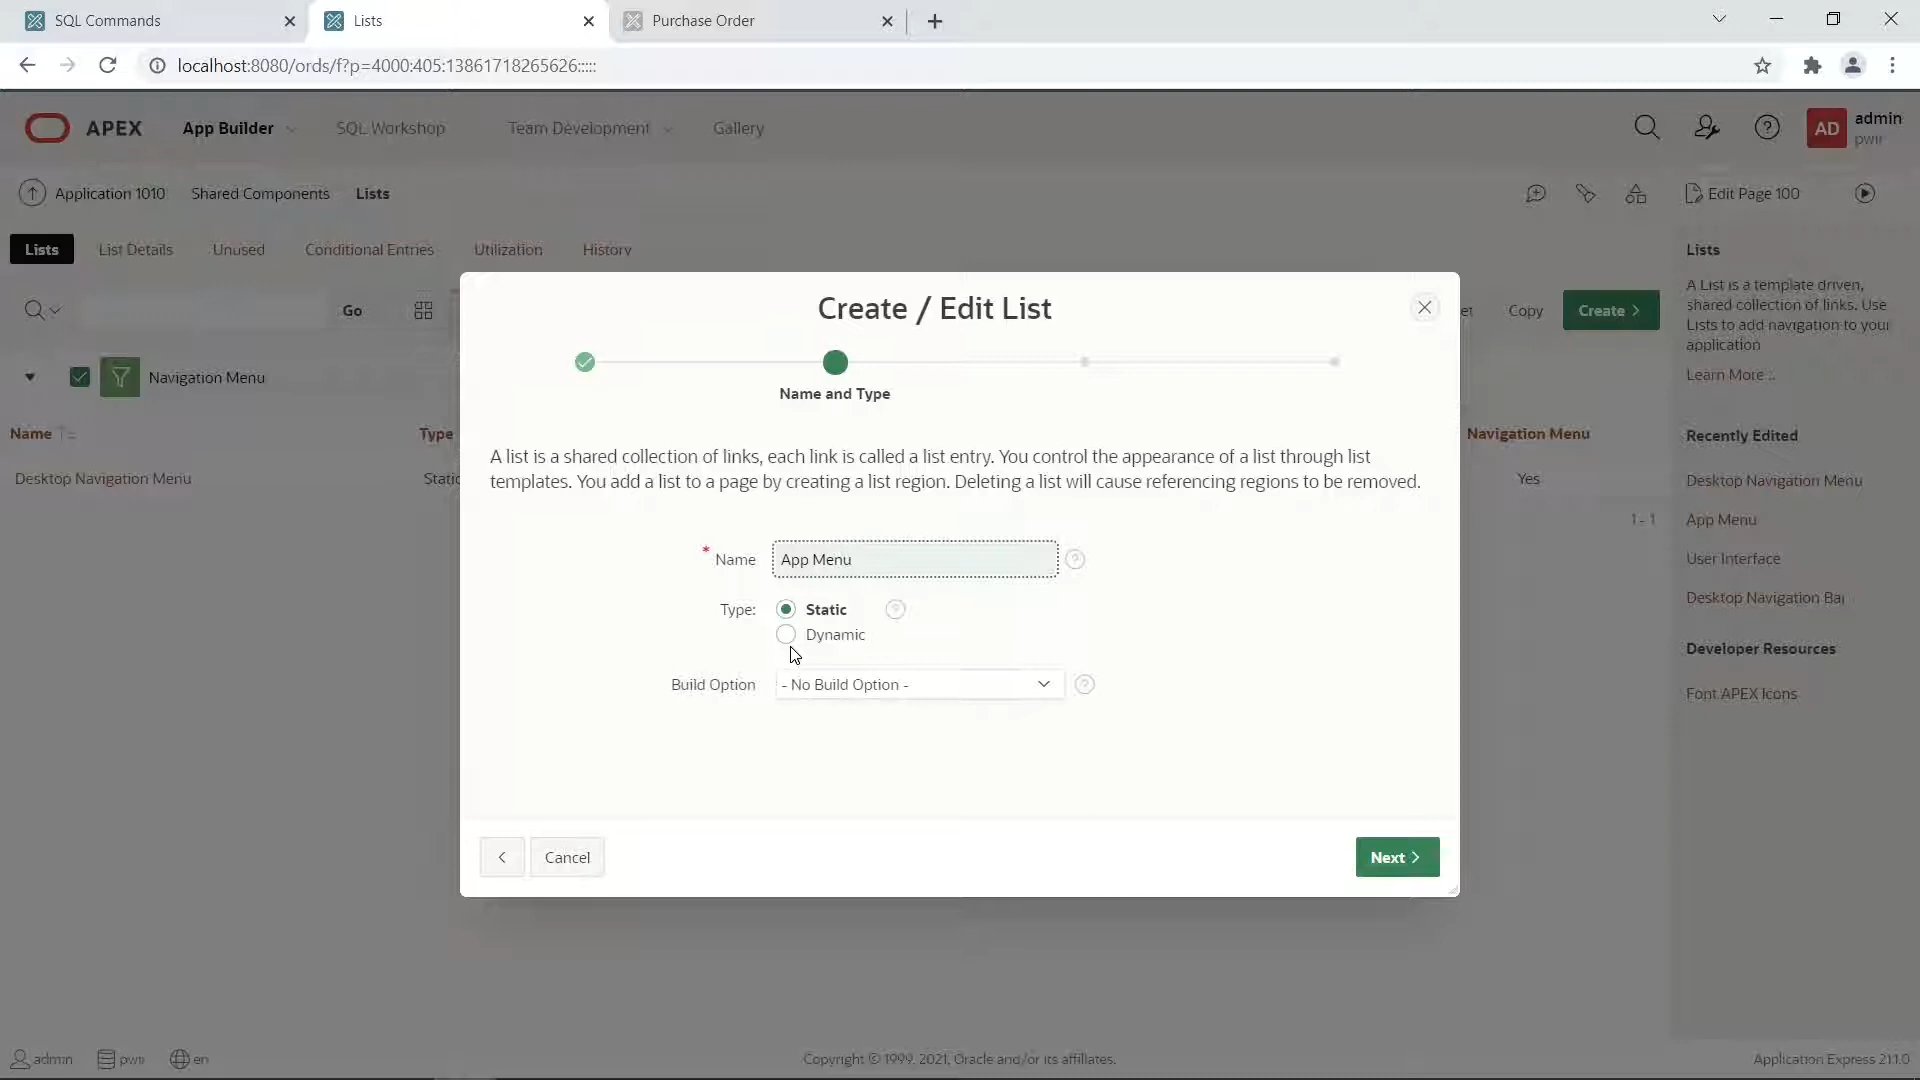 SQL Commands
Lists
Purchase Order
localhost:8080/ords/f?p=4000:405:13861718265626:::::
APEX
App Builder
SQL Workshop
Team Development
Gallery
AD
admin
Application 1010
Shared Components
Lists
Edit Page 100
Lists
List Details
Unused
Conditional Entries
Utilization
History
Go
Copy
Create >
Navigation Menu
Name
Type
Navigation Menu
Desktop Navigation Menu
Static
Yes
1 - 1
Create / Edit List
Name and Type
A list is a shared collection of links, each link is called a list entry. You control the appearance of a list through list
templates. You add a list to a page by creating a list region. Deleting a list will cause referencing regions to be removed.
* Name
App Menu
Type:
Static
Dynamic
Build Option
- No Build Option -
Cancel
Next >
Lists
A List is a template driven,
shared collection of links. Use
Lists to add navigation to your
application
Learn More...
Recently Edited
Desktop Navigation Menu
App Menu
User Interface
Desktop Navigation Bar
Developer Resources
Font APEX Icons
admin
en
Copyright © 1999, 2021, Oracle and/or its affiliates.
Application Express 21.1.0